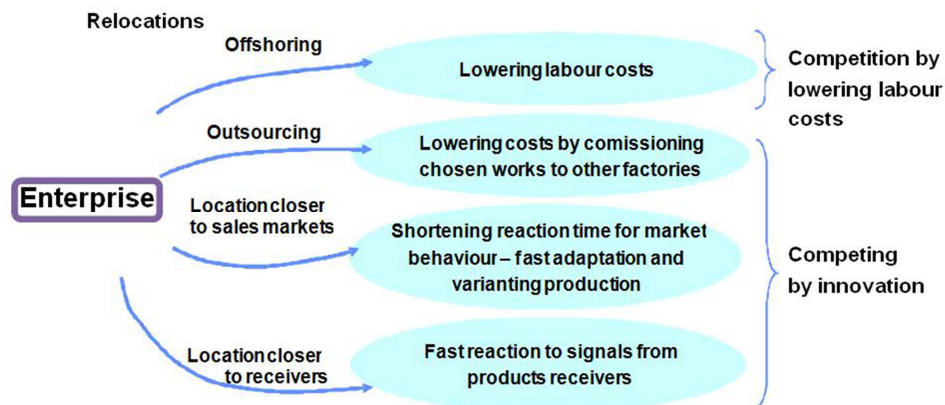 Relocations
Offshoring
Lowering labour costs
Competition by
lowering labour
costs
Outsourcing
Lowering costs by comissioning
chosen works to other factories
Enterprise
Location closer
to sales markets
Shortening reaction time for market
behaviour – fast adaptation and
varianting production
Competing
by innovation
Location closer
to receivers
Fast reaction to signals from
products receivers